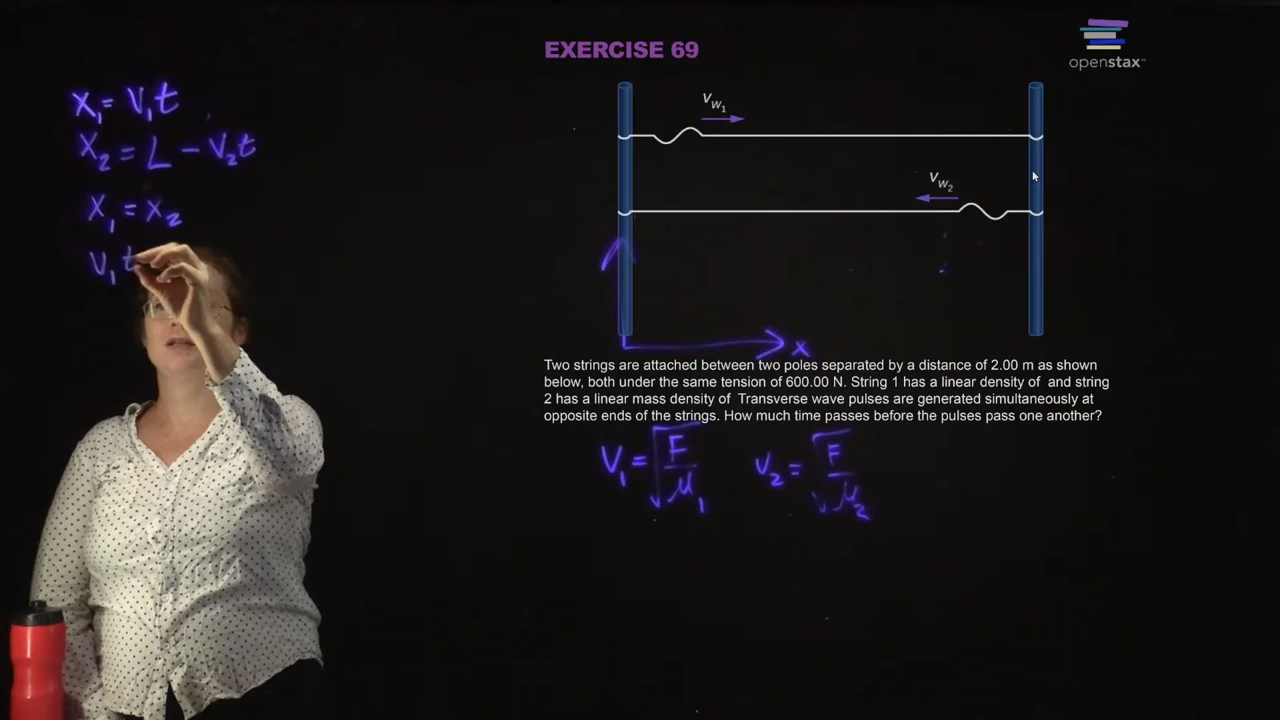 EXERCISE 69
openstax™
x₁ = v₁t
x₂ = L − v₂t
x₁ = x₂
v₁t
V_W₁
V_W₂
x
Two strings are attached between two poles separated by a distance of 2.00 m as shown
below, both under the same tension of 600.00 N. String 1 has a linear density of and string
2 has a linear mass density of Transverse wave pulses are generated simultaneously at
opposite ends of the strings. How much time passes before the pulses pass one another?
v₁ = √(F/μ₁) v₂ = √(F/μ₂)